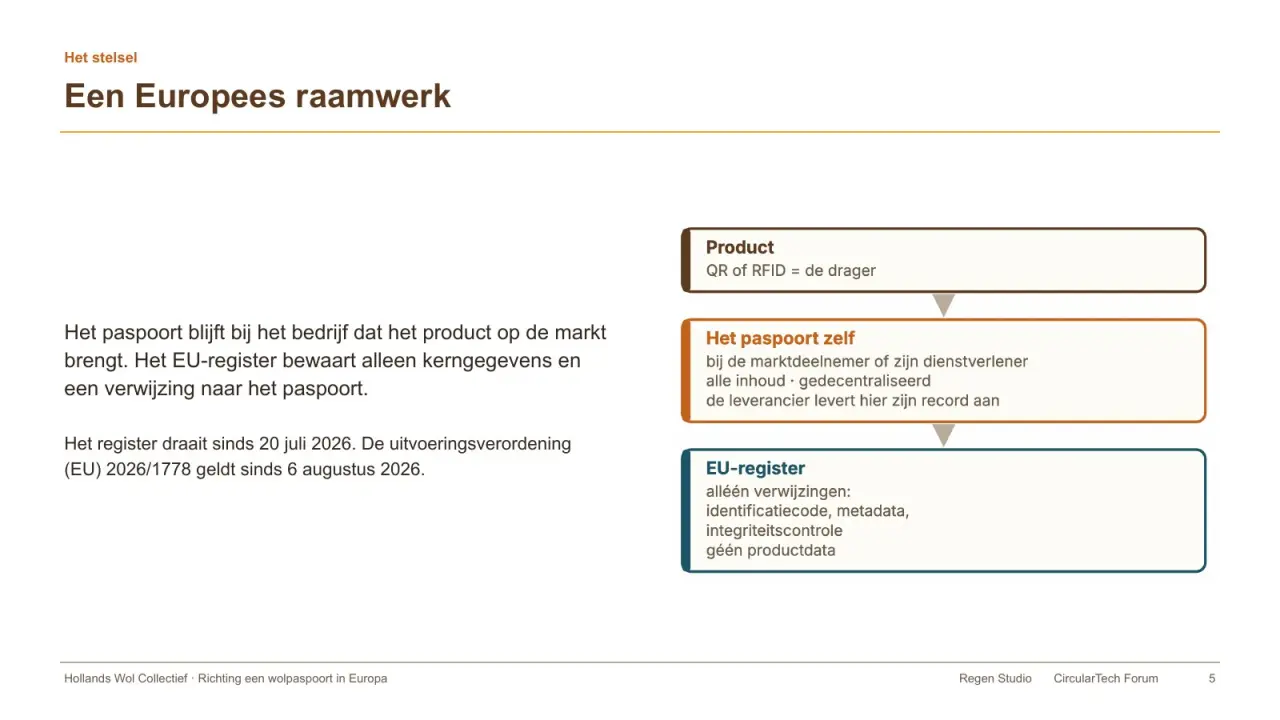 Het stelsel
Een Europees raamwerk
Het paspoort blijft bij het bedrijf dat het product op de markt
brengt. Het EU-register bewaart alleen kerngegevens en
een verwijzing naar het paspoort.
Het register draait sinds 20 juli 2026. De uitvoeringsverordening
(EU) 2026/1778 geldt sinds 6 augustus 2026.
Product
QR of RFID = de drager
Het paspoort zelf
bij de marktdeelnemer of zijn dienstverlener
alle inhoud · gedecentraliseerd
de leverancier levert hier zijn record aan
EU-register
alléén verwijzingen:
identificatiecode, metadata,
integriteitscontrole
géén productdata
Hollands Wol Collectief · Richting een wolpaspoort in Europa
Regen Studio CircularTech Forum 5